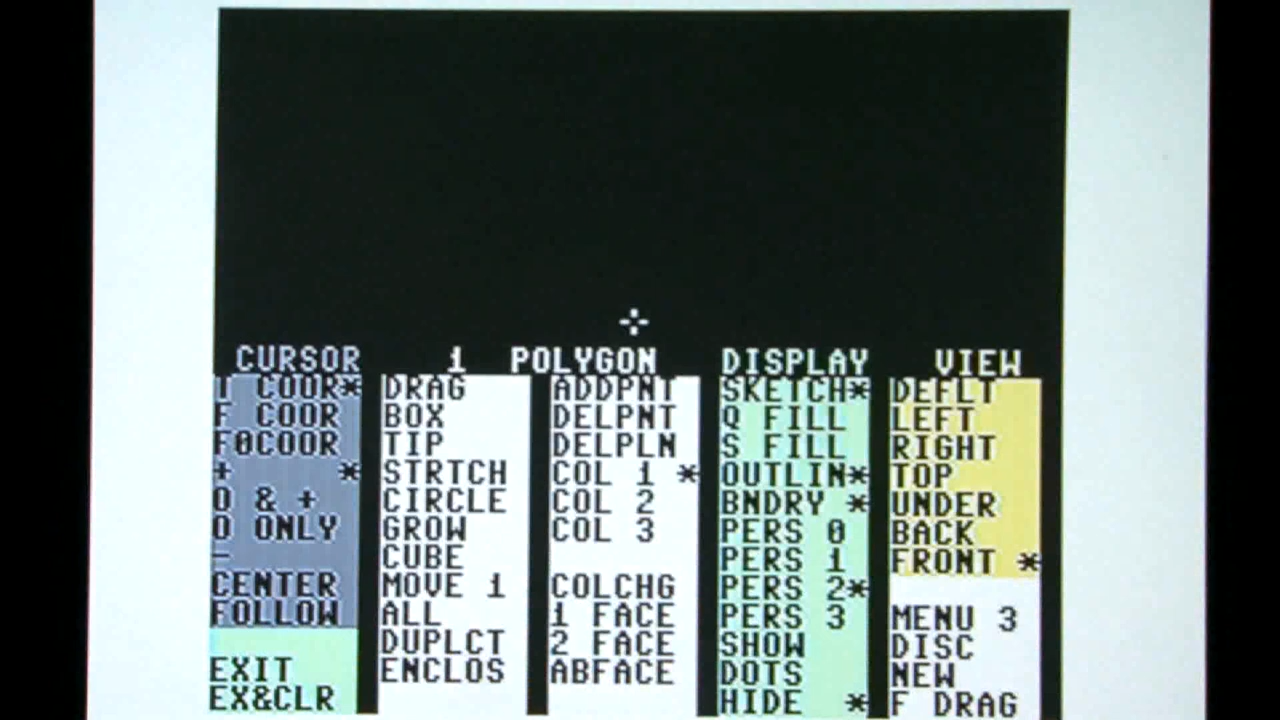 CURSOR 1 POLYGON DISPLAY VIEW
T COOR* DRAG ADDPNT SKETCH* DEFLT
F COOR BOX DELPNT Q FILL LEFT
F0COOR TIP DELPLN S FILL RIGHT
+ * STRTCH COL 1 * OUTLIN* TOP
O & + CIRCLE COL 2 BNDRY * UNDER
O ONLY GROW COL 3 PERS 0 BACK
- CUBE PERS 1 FRONT *
CENTER MOVE 1 COLCHG PERS 2*
FOLLOW ALL 1 FACE PERS 3 MENU 3
DUPLCT 2 FACE SHOW DISC
EXIT ENCLOS ABFACE DOTS NEW
EX&CLR HIDE * F DRAG